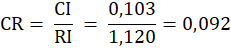 CR = CI / RI = 0,103 / 1,120 = 0,092